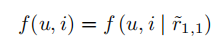 f(u, i) = f (u, i | r̃₁,₁)